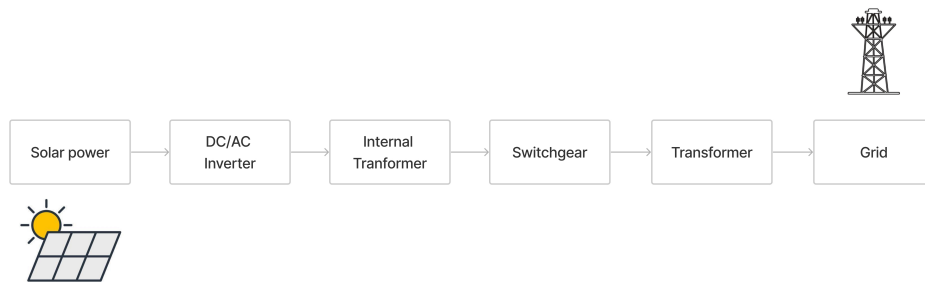 Solar power
DC/AC
Inverter
Internal
Tranformer
Switchgear
Transformer
Grid